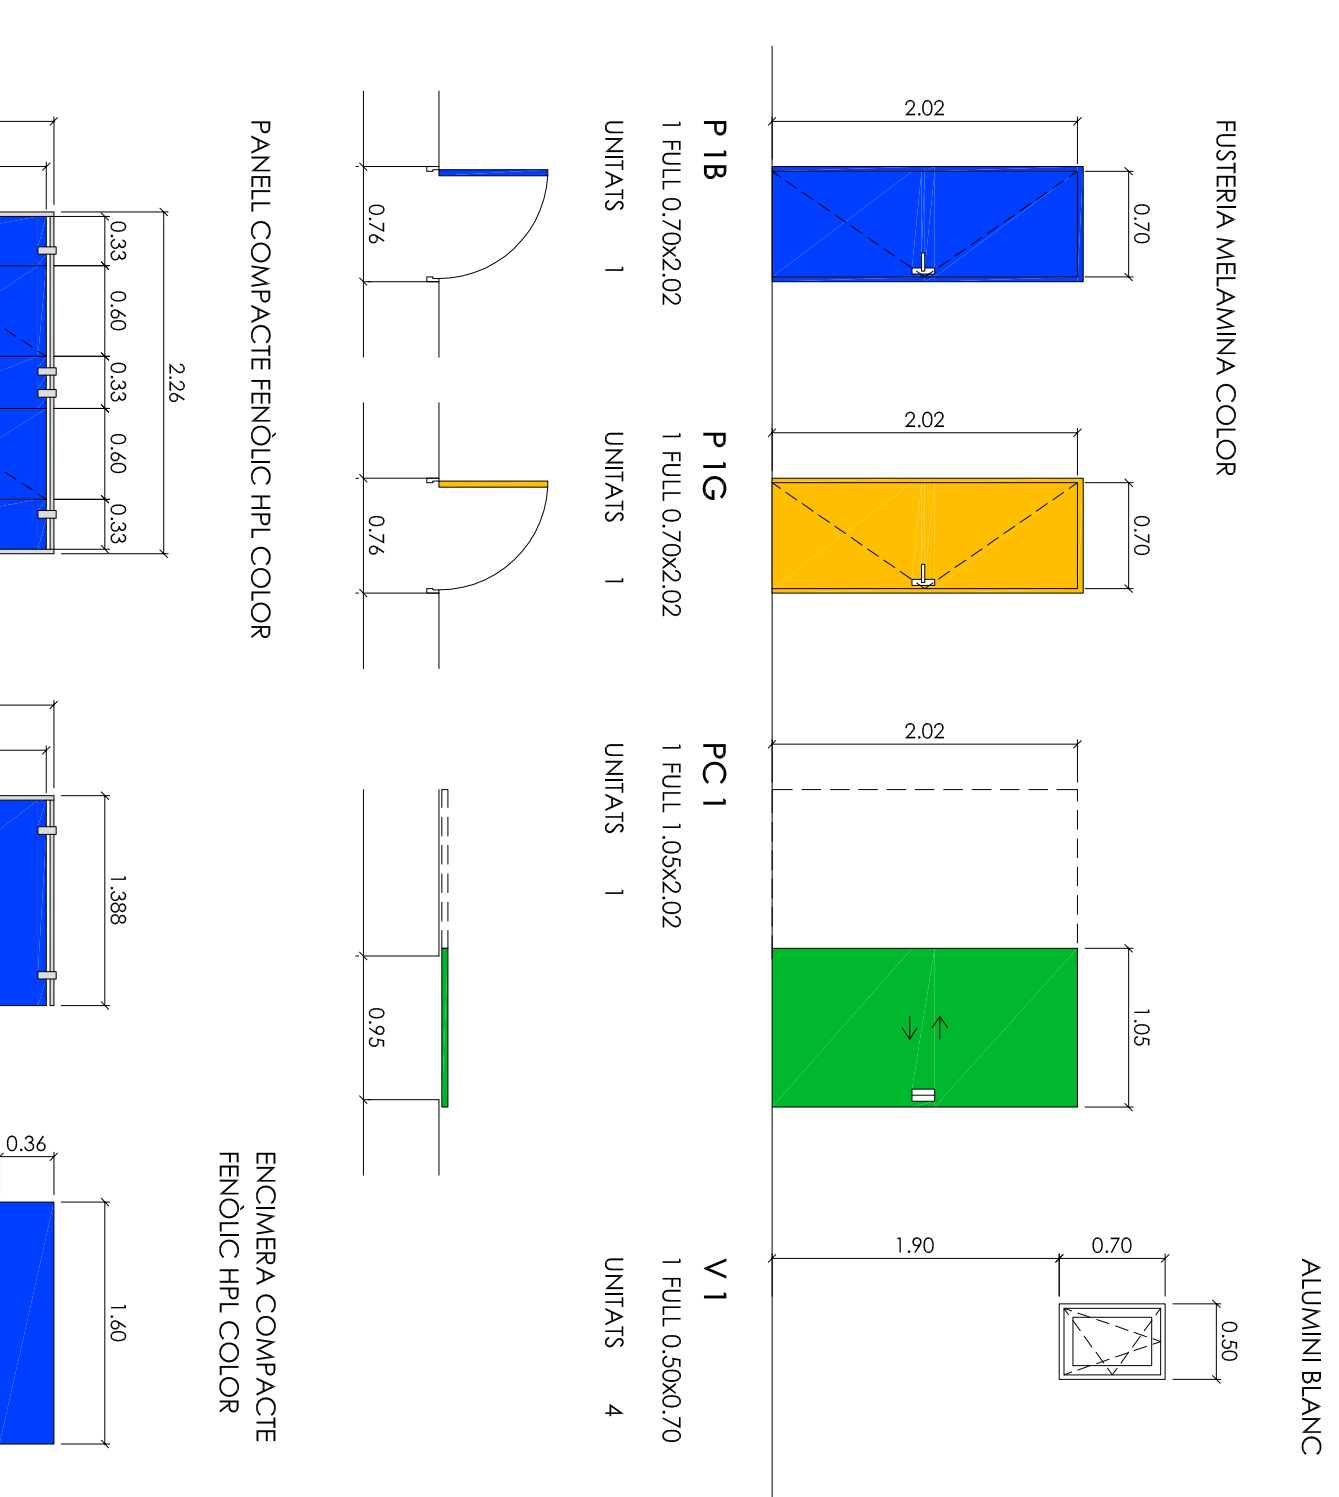 FUSTERIA MELAMINA COLOR
ALUMINI BLANC
0.70
0.70
1.05
0.50
2.02
2.02
2.02
1.90
0.70
P 1B
1 FULL 0.70x2.02
UNITATS 1
P 1G
1 FULL 0.70x2.02
UNITATS 1
PC 1
1 FULL 1.05x2.02
UNITATS 1
V 1
1 FULL 0.50x0.70
UNITATS 4
0.76
0.76
0.95
PANELL COMPACTE FENÒLIC HPL COLOR
ENCIMERA COMPACTE
FENÒLIC HPL COLOR
2.26
0.33
0.60
0.33
0.60
0.33
1.388
1.60
0.36